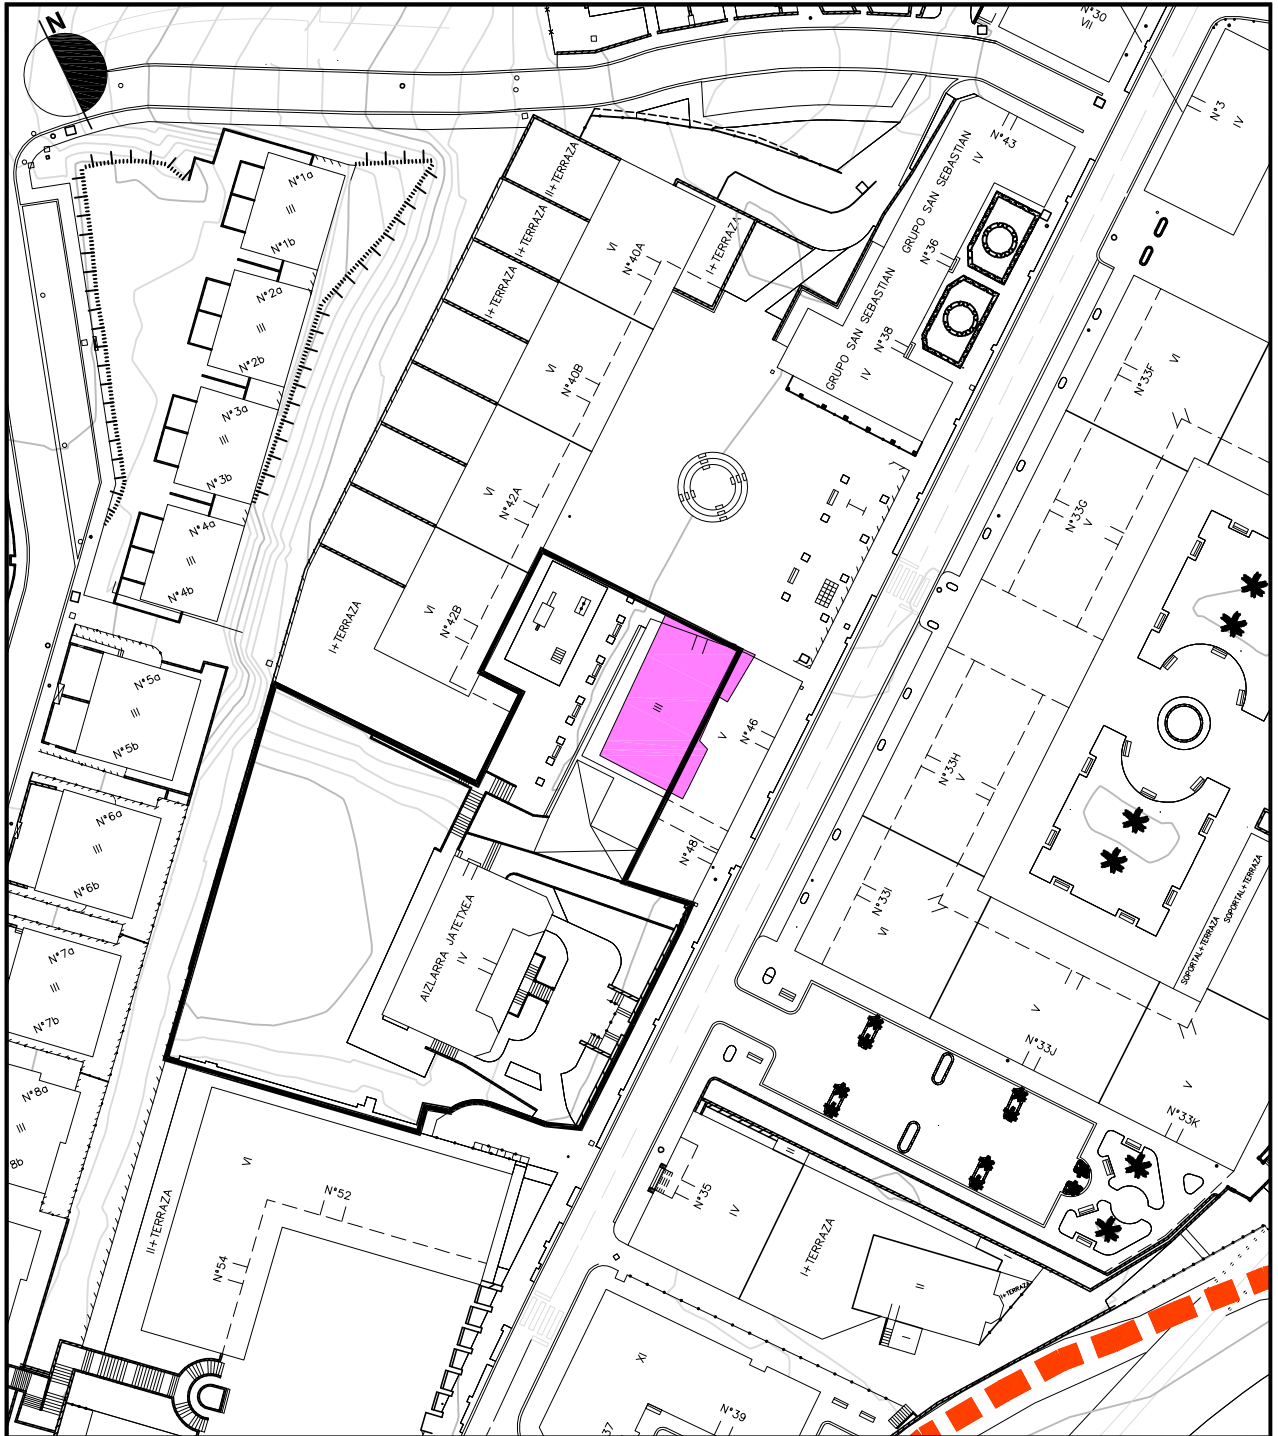 N
N°30
VII
N°3
IV
N°43
IV
GRUPO SAN SEBASTIAN
N°36
GRUPO SAN SEBASTIAN
N°38
IV
II+TERRAZA
I+TERRAZA
I+TERRAZA
I+TERRAZA
VI
N°40A
VI
N°40B
VI
N°42A
VI
N°42B
I+TERRAZA
N°1a
III
N°1b
N°2a
III
N°2b
N°3a
III
N°3b
N°4a
III
N°4b
N°5a
III
N°5b
N°6a
III
N°6b
N°7a
III
N°7b
N°8a
III
8b
III
V
N°46
N°48
AIZLARRA JATETXEA
IV
VI
N°33F
N°33G
V
N°33H
V
N°33I
VI
V
N°33J
V
N°33K
SOPORTAL+TERRAZA
SOPORTAL+TERRAZA
VI
N°52
N°54
II+TERRAZA
N°35
IV
II
I+TERRAZA
II
I
I
I+TERRAZA
XI
37
N°39